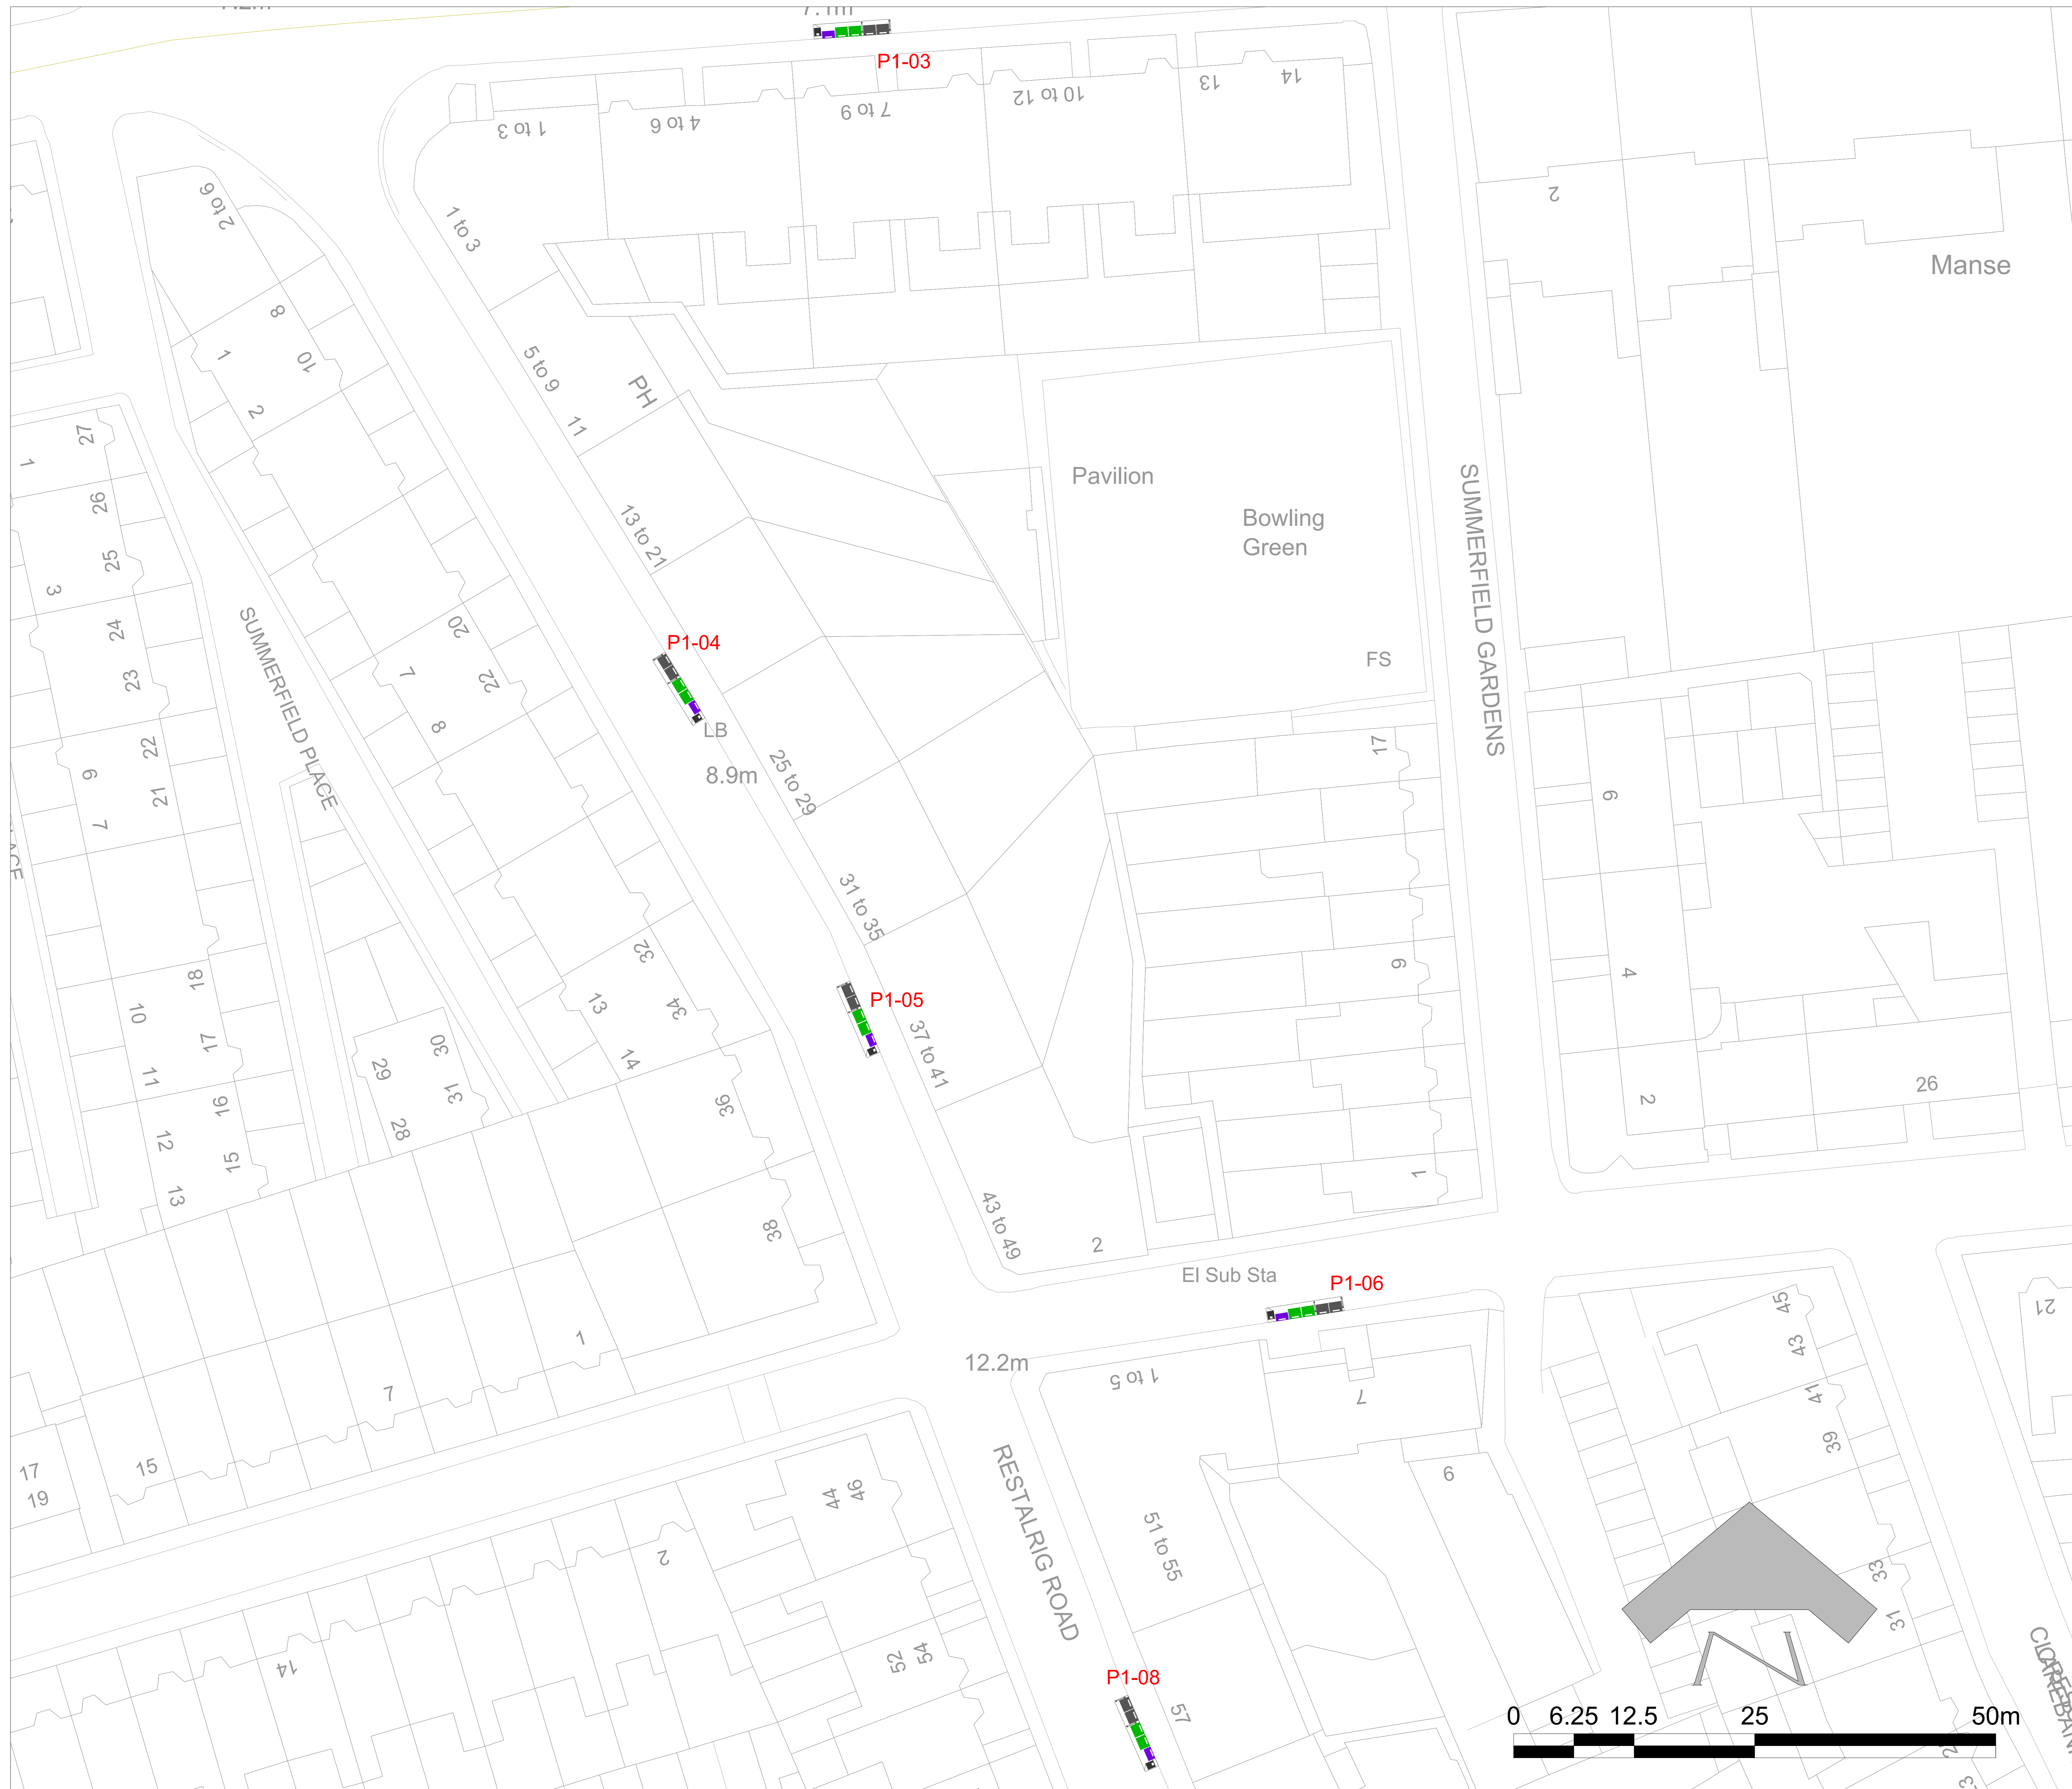 7.1m
P1-03
1 to 3
4 to 6
7 to 9
10 to 12
13
14
2 to 6
1 to 3
2
Manse
8
10
1
2
5 to 9
PH
11
27
1
26
25
3
24
23
22
21
9
7
Pavilion
Bowling
Green
13 to 21
SUMMERFIELD PLACE
SUMMERFIELD GARDENS
20
22
7
8
P1-04
LB
8.9m
FS
17
25 to 29
6
31 to 35
32
34
13
14
P1-05
37 to 41
9
4
18
17
10
11
16
12
15
13
29
30
31
28
36
38
26
2
1
43 to 49
2
El Sub Sta
P1-06
12.2m
1 to 5
7
6
1
7
15
17
19
45
43
41
39
33
31
21
44
46
RESTALRIG ROAD
51 to 55
2
14
52
54
P1-08
57
0 6.25 12.5 25 50m